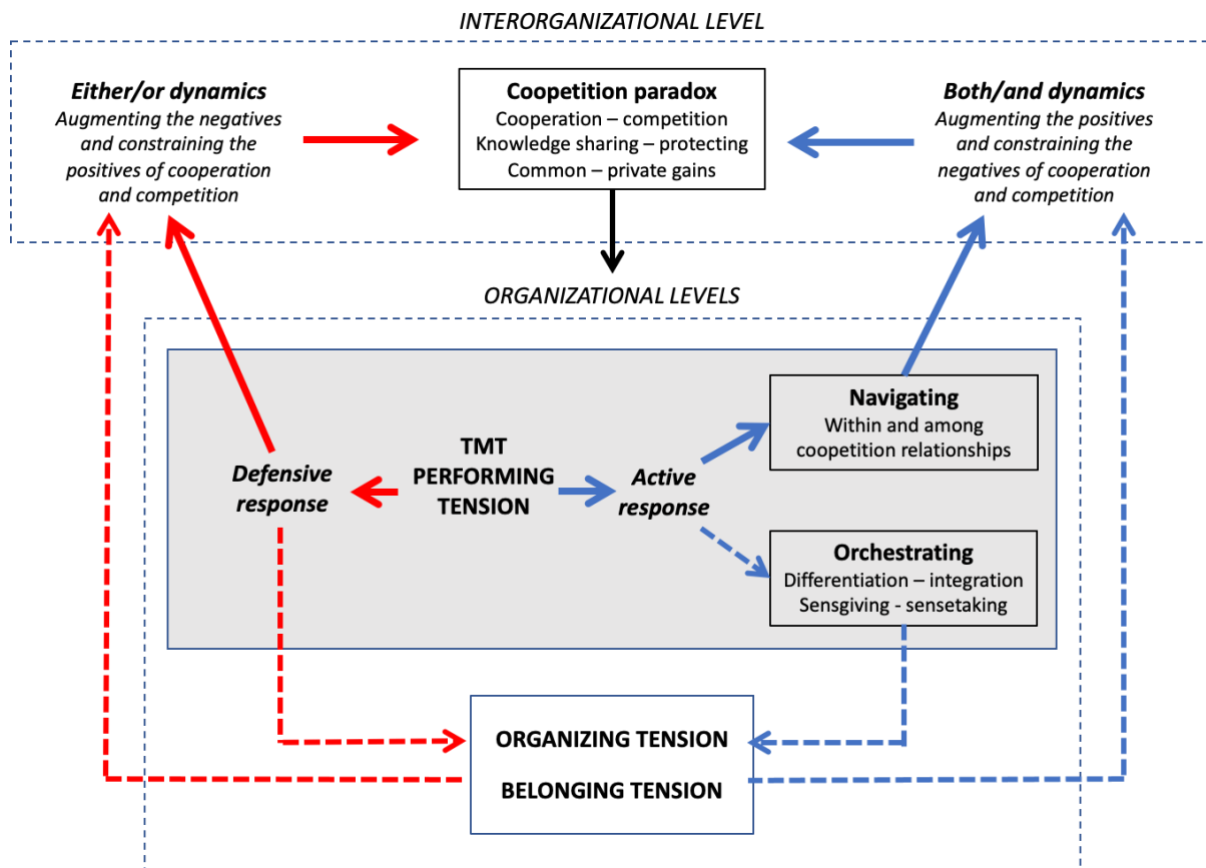 INTERORGANIZATIONAL LEVEL
Either/or dynamics
Augmenting the negatives
and constraining the
positives of cooperation
and competition
Coopetition paradox
Cooperation – competition
Knowledge sharing – protecting
Common – private gains
Both/and dynamics
Augmenting the positives
and constraining the
negatives of cooperation
and competition
ORGANIZATIONAL LEVELS
Defensive
response
TMT
PERFORMING
TENSION
Active
response
Navigating
Within and among
coopetition relationships
Orchestrating
Differentiation – integration
Sensgiving - sensetaking
ORGANIZING TENSION
BELONGING TENSION